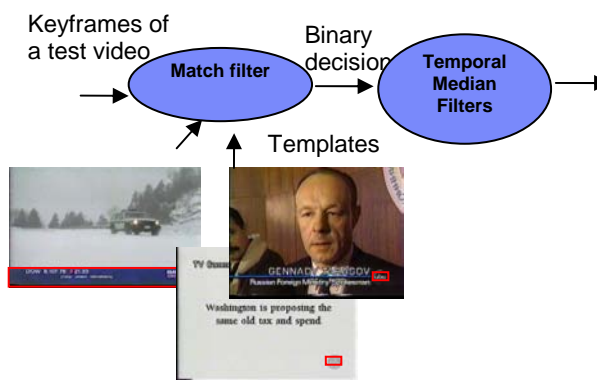 Keyframes of
a test video
Match filter
Binary
decision
Temporal
Median
Filters
Templates
GENNADY
Russian Foreign Ministry Spokesman
TV
Washington is proposing the
same old tax and spend